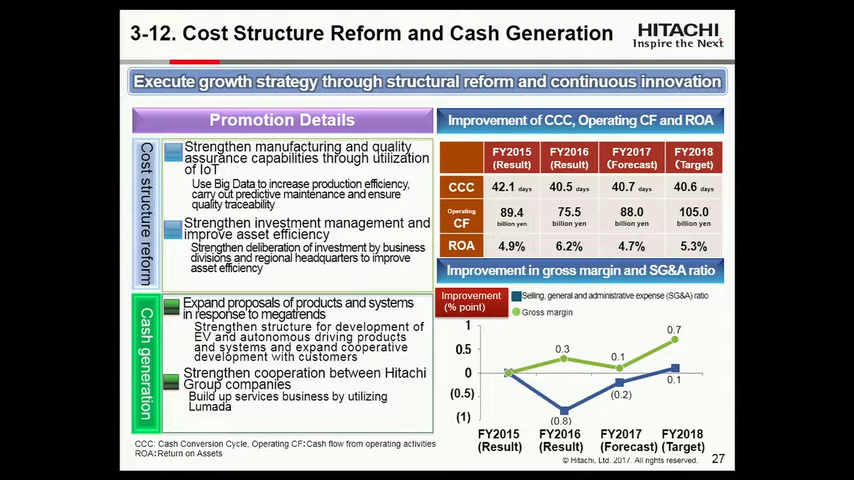 3-12. Cost Structure Reform and Cash Generation
HITACHI
Inspire the Next
Execute growth strategy through structural reform and continuous innovation
Promotion Details
Cost structure reform
Strengthen manufacturing and quality
assurance capabilities through utilization
of IoT
Use Big Data to increase production efficiency,
carry out predictive maintenance and ensure
quality traceability
Strengthen investment management and
improve asset efficiency
Strengthen deliberation of investment by business
divisions and regional headquarters to improve
asset efficiency
Cash generation
Expand proposals of products and systems
in response to megatrends
Strengthen structure for development of
EV and autonomous driving products
and systems and expand cooperative
development with customers
Strengthen cooperation between Hitachi
Group companies
Build up services business by utilizing
Lumada
Improvement of CCC, Operating CF and ROA
FY2015 (Result) FY2016 (Result) FY2017 (Forecast) FY2018 (Target)
CCC 42.1 days 40.5 days 40.7 days 40.6 days
Operating CF 89.4 billion yen 75.5 billion yen 88.0 billion yen 105.0 billion yen
ROA 4.9% 6.2% 4.7% 5.3%
Improvement in gross margin and SG&A ratio
Improvement
(% point)
Selling, general and administrative expense (SG&A) ratio
Gross margin
1
0.5
0
(0.5)
(1)
0.3
0.1
0.7
(0.8)
(0.2)
0.1
FY2015 FY2016 FY2017 FY2018
(Result) (Result) (Forecast) (Target)
CCC: Cash Conversion Cycle, Operating CF:Cash flow from operating activities
ROA:Return on Assets
© Hitachi, Ltd. 2017. All rights reserved. 27